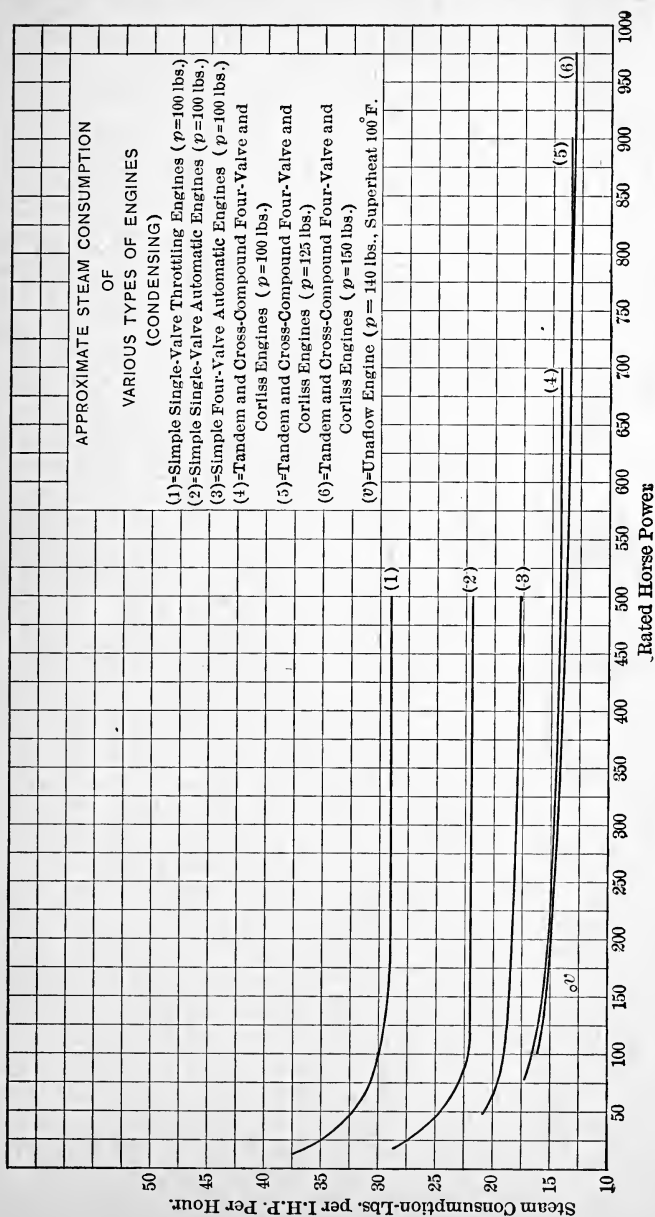 APPROXIMATE STEAM CONSUMPTION
OF
VARIOUS TYPES OF ENGINES
(CONDENSING)
(1)=Simple Single-Valve Throttling Engines (p=100 lbs.)
(2)=Simple Single-Valve Automatic Engines (p=100 lbs.)
(3)=Simple Four-Valve Automatic Engines (p=100 lbs.)
(4)=Tandem and Cross-Compound Four-Valve and
Corliss Engines (p=100 lbs.)
(5)=Tandem and Cross-Compound Four-Valve and
Corliss Engines (p=125 lbs.)
(6)=Tandem and Cross-Compound Four-Valve and
Corliss Engines (p=150 lbs.)
(v)=Unaflow Engine (p=140 lbs., Superheat 100°F.
(1)
(2)
(3)
(4)
(5)
(6)
v
Steam Consumption-Lbs. per I.H.P. Per Hour.
50
45
40
35
30
25
20
15
10
50
100
150
200
250
300
350
400
450
500
550
600
650
700
750
800
850
900
950
1000
Rated Horse Power